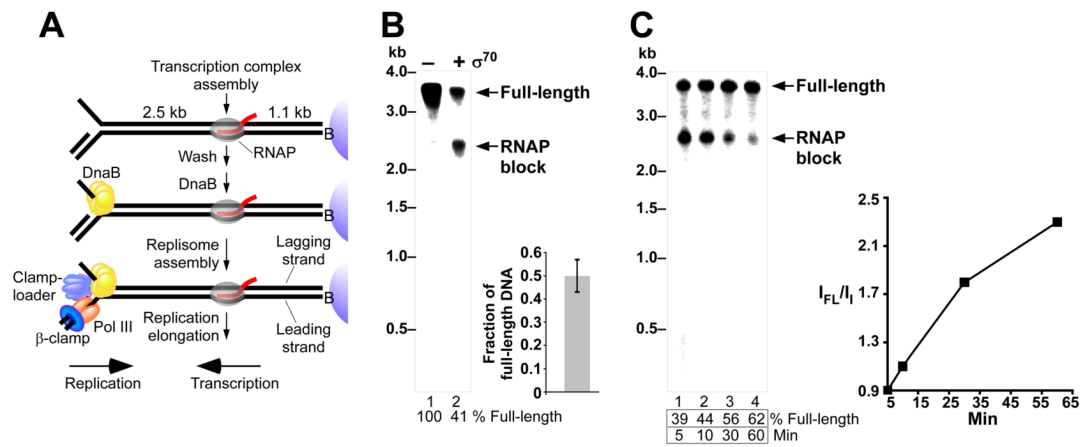 A
Transcription complex
assembly
2.5 kb
1.1 kb
B
RNAP
Wash
DnaB
DnaB
B
Replisome
assembly
Lagging
strand
Clamp-
loader
B
Pol III
β-clamp
Replication
elongation
Leading
strand
Replication
Transcription
B
kb
– + σ70
4.0
3.0
2.0
1.5
1.0
0.5
Full-length
RNAP
block
1 2
100 41 % Full-length
Fraction of
full-length DNA
0.6
0.5
0.4
0.3
0.2
0.1
0
C
kb
4.0
3.0
2.0
1.5
1.0
0.5
Full-length
RNAP
block
1 2 3 4
39 44 56 62 % Full-length
5 10 30 60 Min
IFL/II
2.5
2.1
1.7
1.3
0.9
5 15 25 35 45 55 65
Min